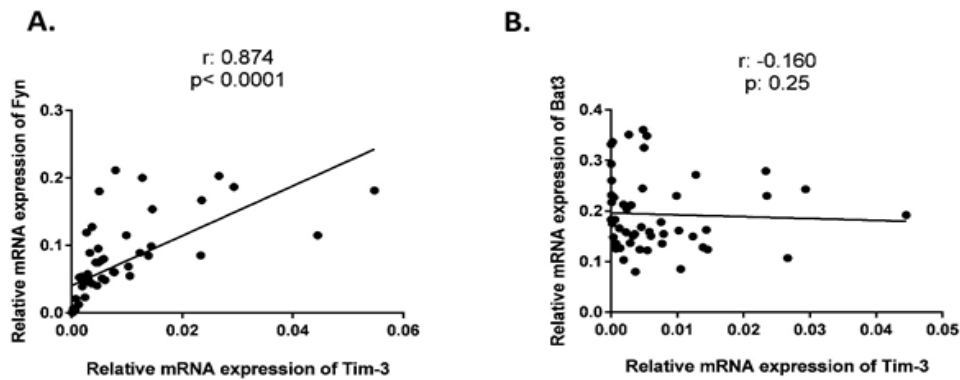 A.
r: 0.874
p< 0.0001
Relative mRNA expression of Fyn
0.3
0.2
0.1
0.0
0.00 0.02 0.04 0.06
Relative mRNA expression of Tim-3
B.
r: -0.160
p: 0.25
Relative mRNA expression of Bat3
0.4
0.3
0.2
0.1
0.0
0.00 0.01 0.02 0.03 0.04 0.05
Relative mRNA expression of Tim-3